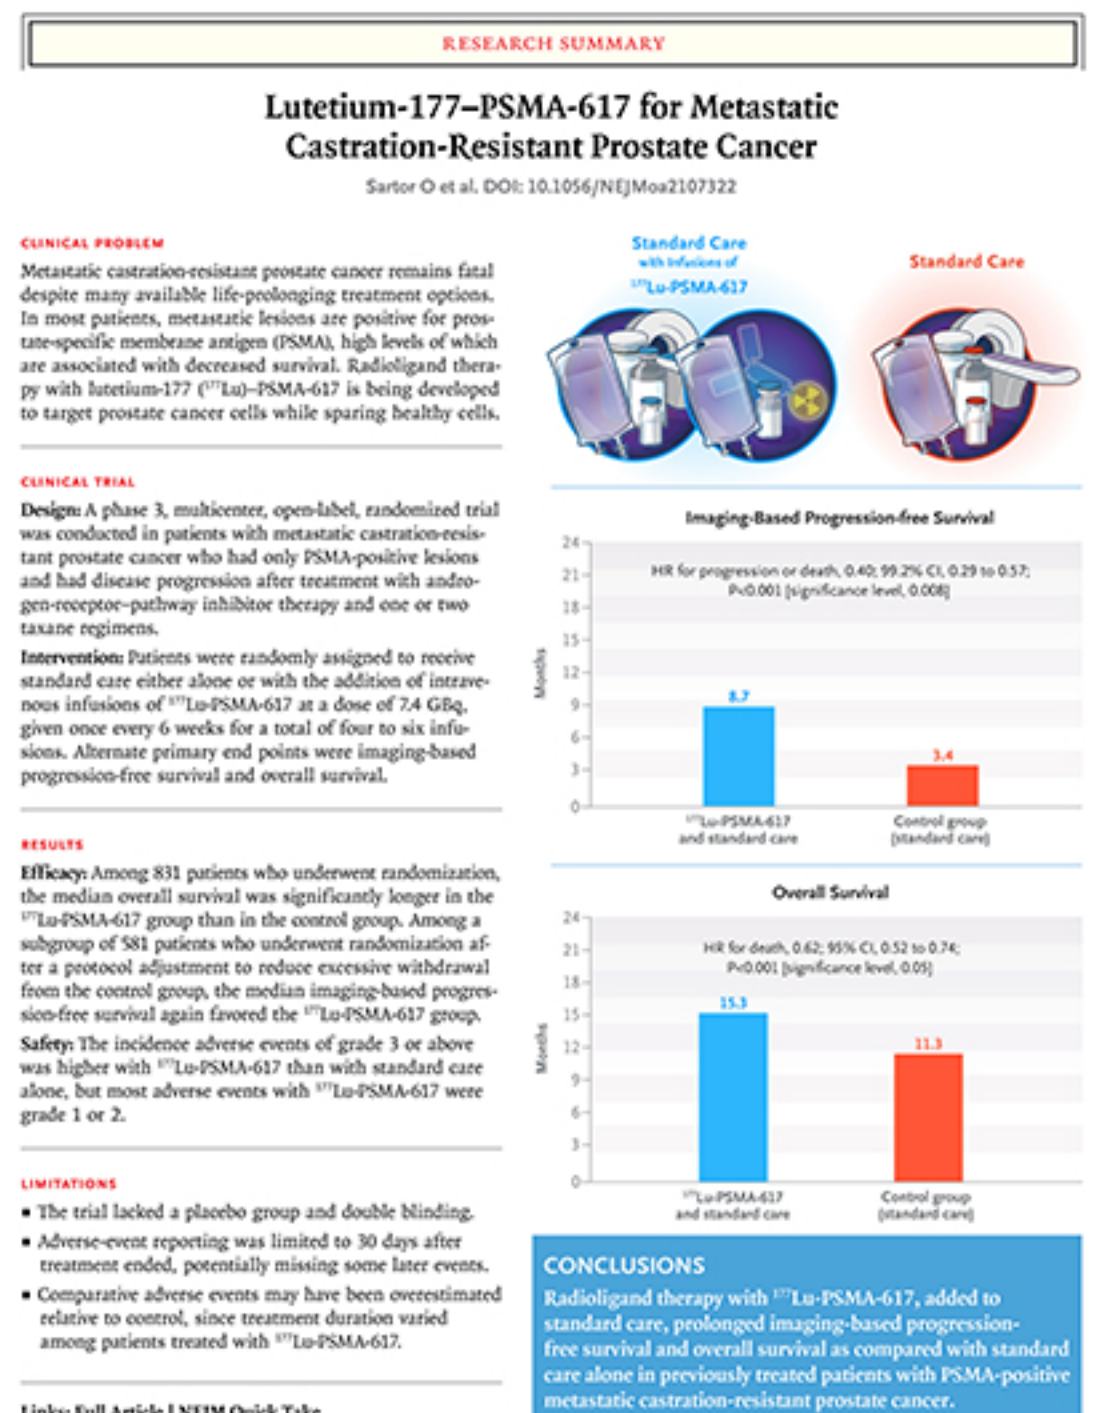 RESEARCH SUMMARY
Lutetium-177–PSMA-617 for Metastatic
Castration-Resistant Prostate Cancer
Sartor O et al. DOI: 10.1056/NEJMoa2107322
CLINICAL PROBLEM
Metastatic castration-resistant prostate cancer remains fatal
despite many available life-prolonging treatment options.
In most patients, metastatic lesions are positive for pros-
tate-specific membrane antigen (PSMA), high levels of which
are associated with decreased survival. Radioligand thera-
py with lutetium-177 (¹⁷⁷Lu)–PSMA-617 is being developed
to target prostate cancer cells while sparing healthy cells.
CLINICAL TRIAL
Design: A phase 3, multicenter, open-label, randomized trial
was conducted in patients with metastatic castration-resis-
tant prostate cancer who had only PSMA-positive lesions
and had disease progression after treatment with andro-
gen-receptor–pathway inhibitor therapy and one or two
taxane regimens.
Intervention: Patients were randomly assigned to receive
standard care either alone or with the addition of intrave-
nous infusions of ¹⁷⁷Lu-PSMA-617 at a dose of 7.4 GBq,
given once every 6 weeks for a total of four to six infu-
sions. Alternate primary end points were imaging-based
progression-free survival and overall survival.
RESULTS
Efficacy: Among 831 patients who underwent randomization,
the median overall survival was significantly longer in the
¹⁷⁷Lu-PSMA-617 group than in the control group. Among a
subgroup of 581 patients who underwent randomization af-
ter a protocol adjustment to reduce excessive withdrawal
from the control group, the median imaging-based progres-
sion-free survival again favored the ¹⁷⁷Lu-PSMA-617 group.
Safety: The incidence adverse events of grade 3 or above
was higher with ¹⁷⁷Lu-PSMA-617 than with standard care
alone, but most adverse events with ¹⁷⁷Lu-PSMA-617 were
grade 1 or 2.
LIMITATIONS
▪ The trial lacked a placebo group and double blinding.
▪ Adverse-event reporting was limited to 30 days after
treatment ended, potentially missing some later events.
▪ Comparative adverse events may have been overestimated
relative to control, since treatment duration varied
among patients treated with ¹⁷⁷Lu-PSMA-617.
Links: Full Article | NEJM Quick Take
Standard Care
with Infusions of
¹⁷⁷Lu-PSMA-617
Standard Care
Imaging-Based Progression-free Survival
HR for progression or death, 0.40; 99.2% CI, 0.29 to 0.57;
P<0.001 [significance level, 0.008]
Months
24
21
18
15
12
9
6
3
0
8.7
3.4
¹⁷⁷Lu-PSMA-617
and standard care
Control group
(standard care)
Overall Survival
HR for death, 0.62; 95% CI, 0.52 to 0.74;
P<0.001 [significance level, 0.05]
Months
24
21
18
15
12
9
6
3
0
15.3
11.3
¹⁷⁷Lu-PSMA-617
and standard care
Control group
(standard care)
CONCLUSIONS
Radioligand therapy with ¹⁷⁷Lu-PSMA-617, added to
standard care, prolonged imaging-based progression-
free survival and overall survival as compared with standard
care alone in previously treated patients with PSMA-positive
metastatic castration-resistant prostate cancer.